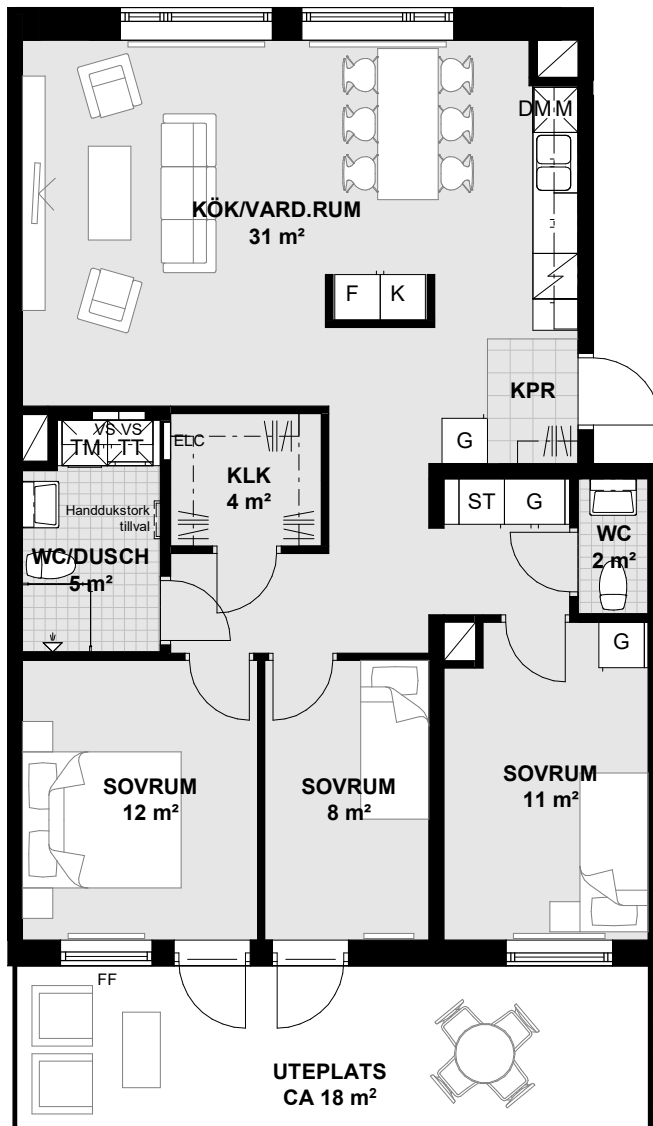 DM M
KÖK/VARD.RUM
31 m²
F
K
KPR
G
VS VS
TM
TT
ELC
KLK
4 m²
Handdukstork
tillval
WC/DUSCH
5 m²
ST
G
WC
2 m²
G
SOVRUM
12 m²
SOVRUM
8 m²
SOVRUM
11 m²
FF
UTEPLATS
CA 18 m²